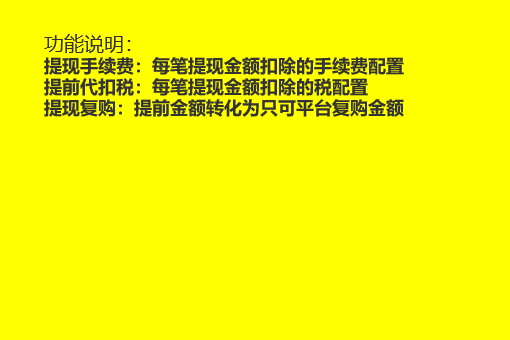 功能说明：
提现手续费：每笔提现金额扣除的手续费配置
提前代扣税：每笔提现金额扣除的税配置
提现复购：提前金额转化为只可平台复购金额